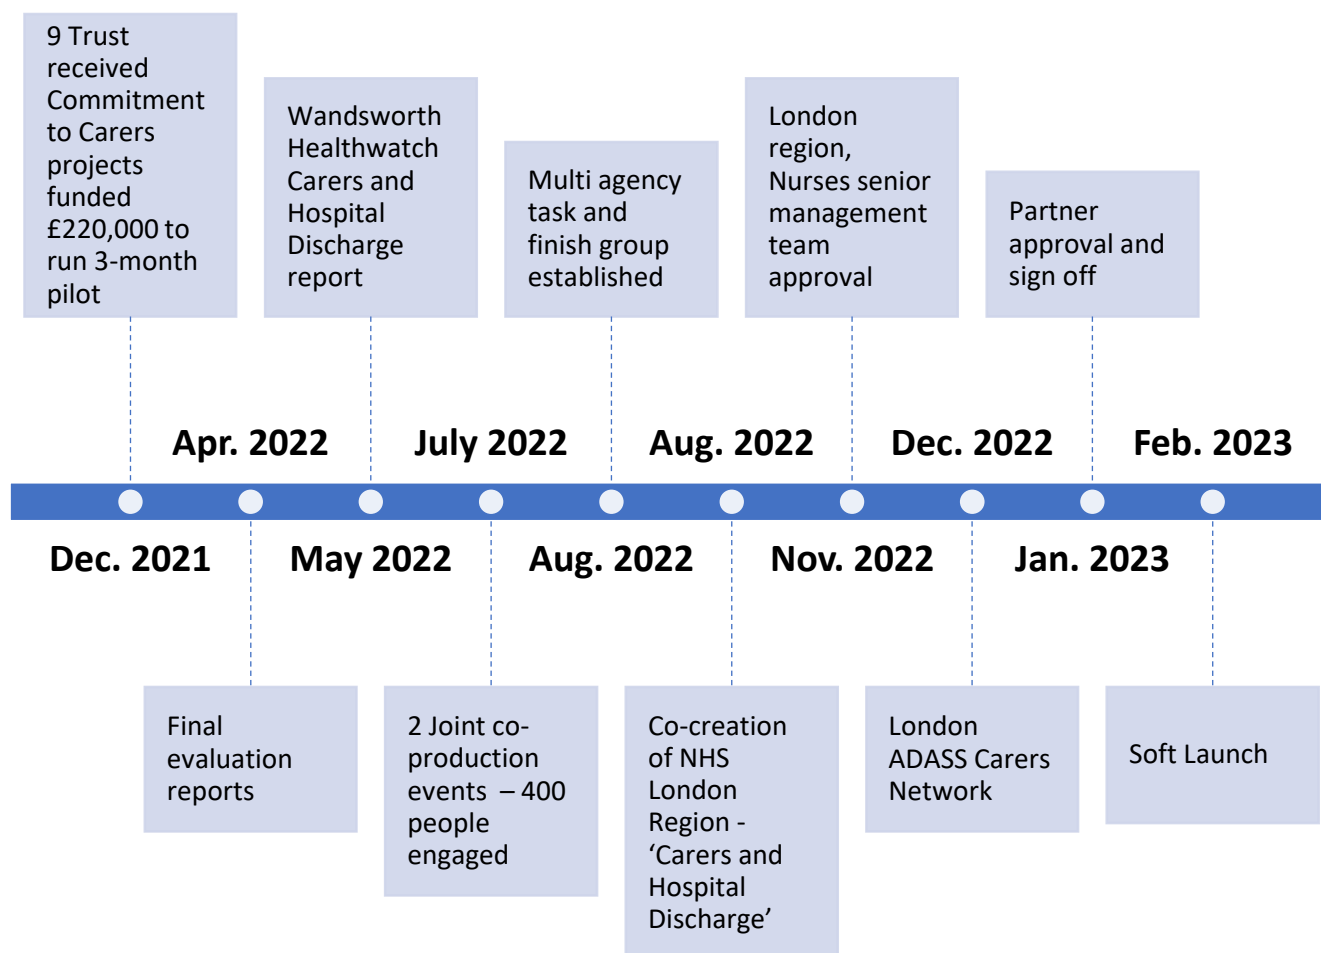 9 Trust
received
Commitment
to Carers
projects
funded
£220,000 to
run 3-month
pilot
Wandsworth
Healthwatch
Carers and
Hospital
Discharge
report
Multi agency
task and
finish group
established
London
region,
Nurses senior
management
team
approval
Partner
approval and
sign off
Apr. 2022
July 2022
Aug. 2022
Dec. 2022
Feb. 2023
Dec. 2021
May 2022
Aug. 2022
Nov. 2022
Jan. 2023
Final
evaluation
reports
2 Joint co-
production
events – 400
people
engaged
Co-creation
of NHS
London
Region -
‘Carers and
Hospital
Discharge’
London
ADASS Carers
Network
Soft Launch